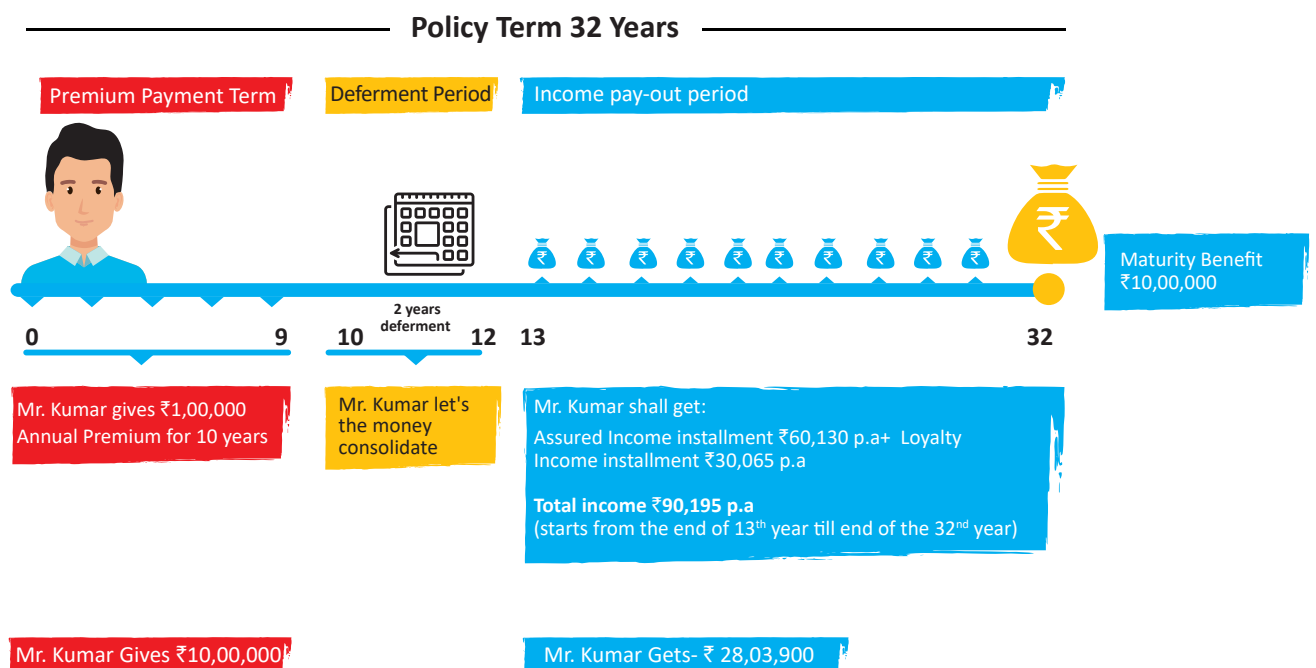 Policy Term 32 Years
Premium Payment Term
Deferment Period
Income pay-out period
₹
₹ ₹ ₹ ₹ ₹ ₹ ₹ ₹ ₹ ₹
Maturity Benefit
₹10,00,000
2 years
deferment
0 9 10 12 13 32
Mr. Kumar gives ₹1,00,000
Annual Premium for 10 years
Mr. Kumar let's
the money
consolidate
Mr. Kumar shall get:
Assured Income installment ₹60,130 p.a+ Loyalty
Income installment ₹30,065 p.a
Total income ₹90,195 p.a
(starts from the end of 13th year till end of the 32nd year)
Mr. Kumar Gives ₹10,00,000
Mr. Kumar Gets- ₹ 28,03,900